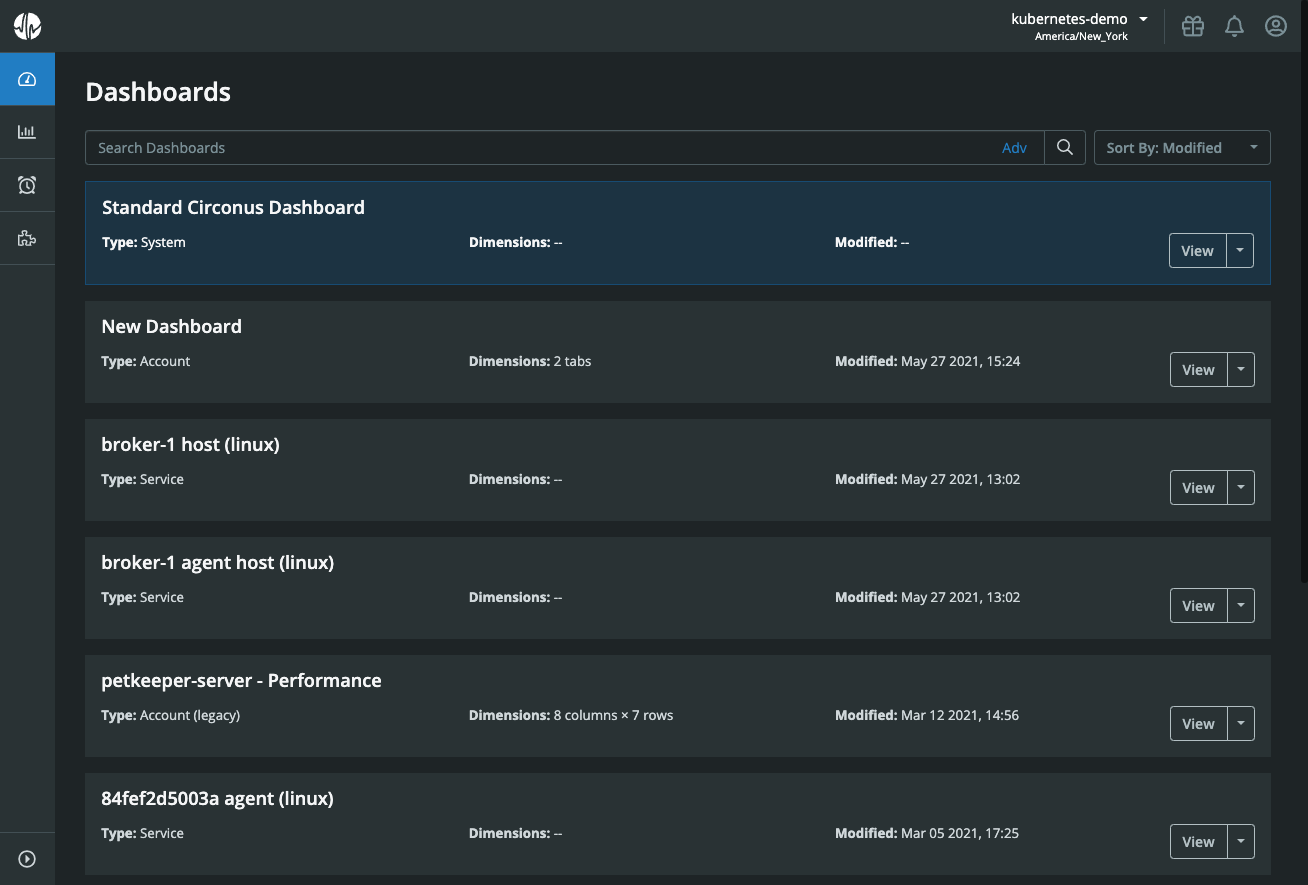 kubernetes-demo
America/New_York
Dashboards
Search Dashboards Adv Sort By: Modified
Standard Circonus Dashboard
Type: System Dimensions: -- Modified: -- View
New Dashboard
Type: Account Dimensions: 2 tabs Modified: May 27 2021, 15:24 View
broker-1 host (linux)
Type: Service Dimensions: -- Modified: May 27 2021, 13:02 View
broker-1 agent host (linux)
Type: Service Dimensions: -- Modified: May 27 2021, 13:02 View
petkeeper-server - Performance
Type: Account (legacy) Dimensions: 8 columns × 7 rows Modified: Mar 12 2021, 14:56 View
84fef2d5003a agent (linux)
Type: Service Dimensions: -- Modified: Mar 05 2021, 17:25 View